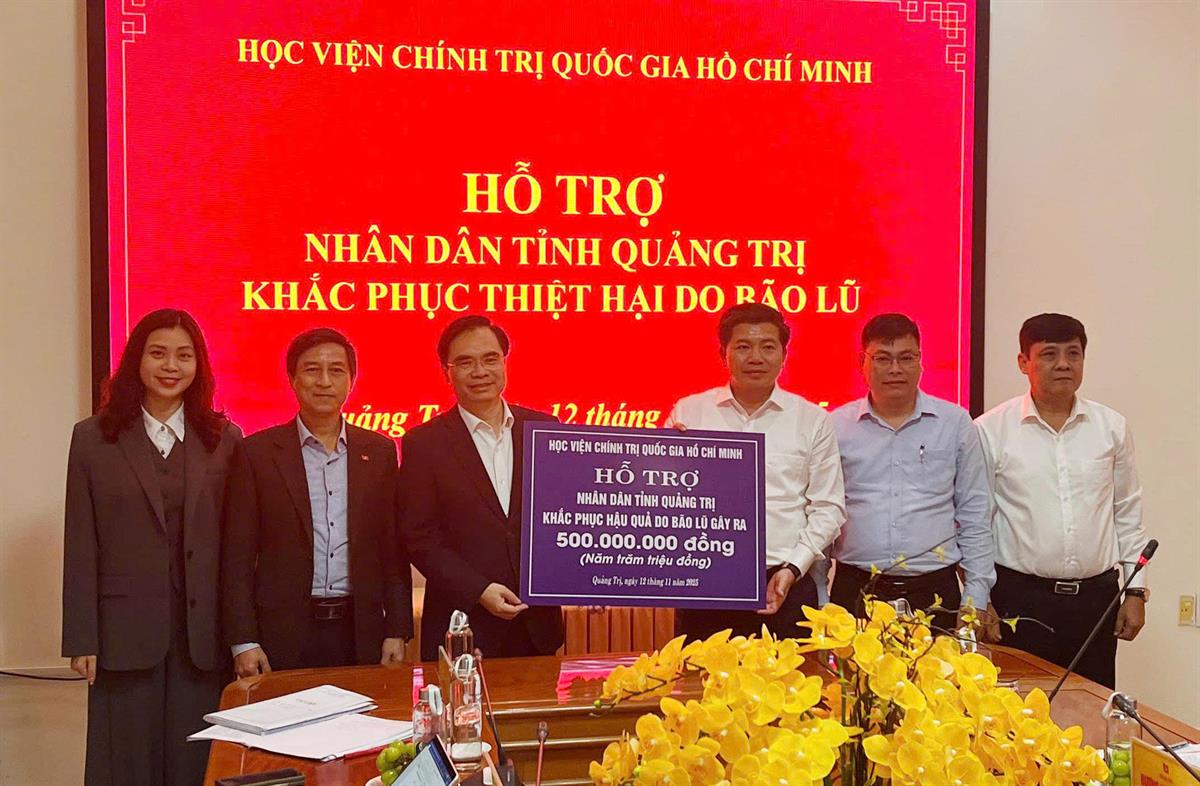 HỌC VIỆN CHÍNH TRỊ QUỐC GIA HỒ CHÍ MINH
HỖ TRỢ
NHÂN DÂN TỈNH QUẢNG TRỊ
KHẮC PHỤC THIỆT HẠI DO BÃO LŨ
12 tháng
HỌC VIỆN CHÍNH TRỊ QUỐC GIA HỒ CHÍ MINH
HỖ TRỢ
NHÂN DÂN TỈNH QUẢNG TRỊ
KHẮC PHỤC HẬU QUẢ DO BÃO LŨ GÂY RA
500.000.000 đồng
(Năm trăm triệu đồng)
Quảng Trị, ngày 12 tháng 11 năm 2025